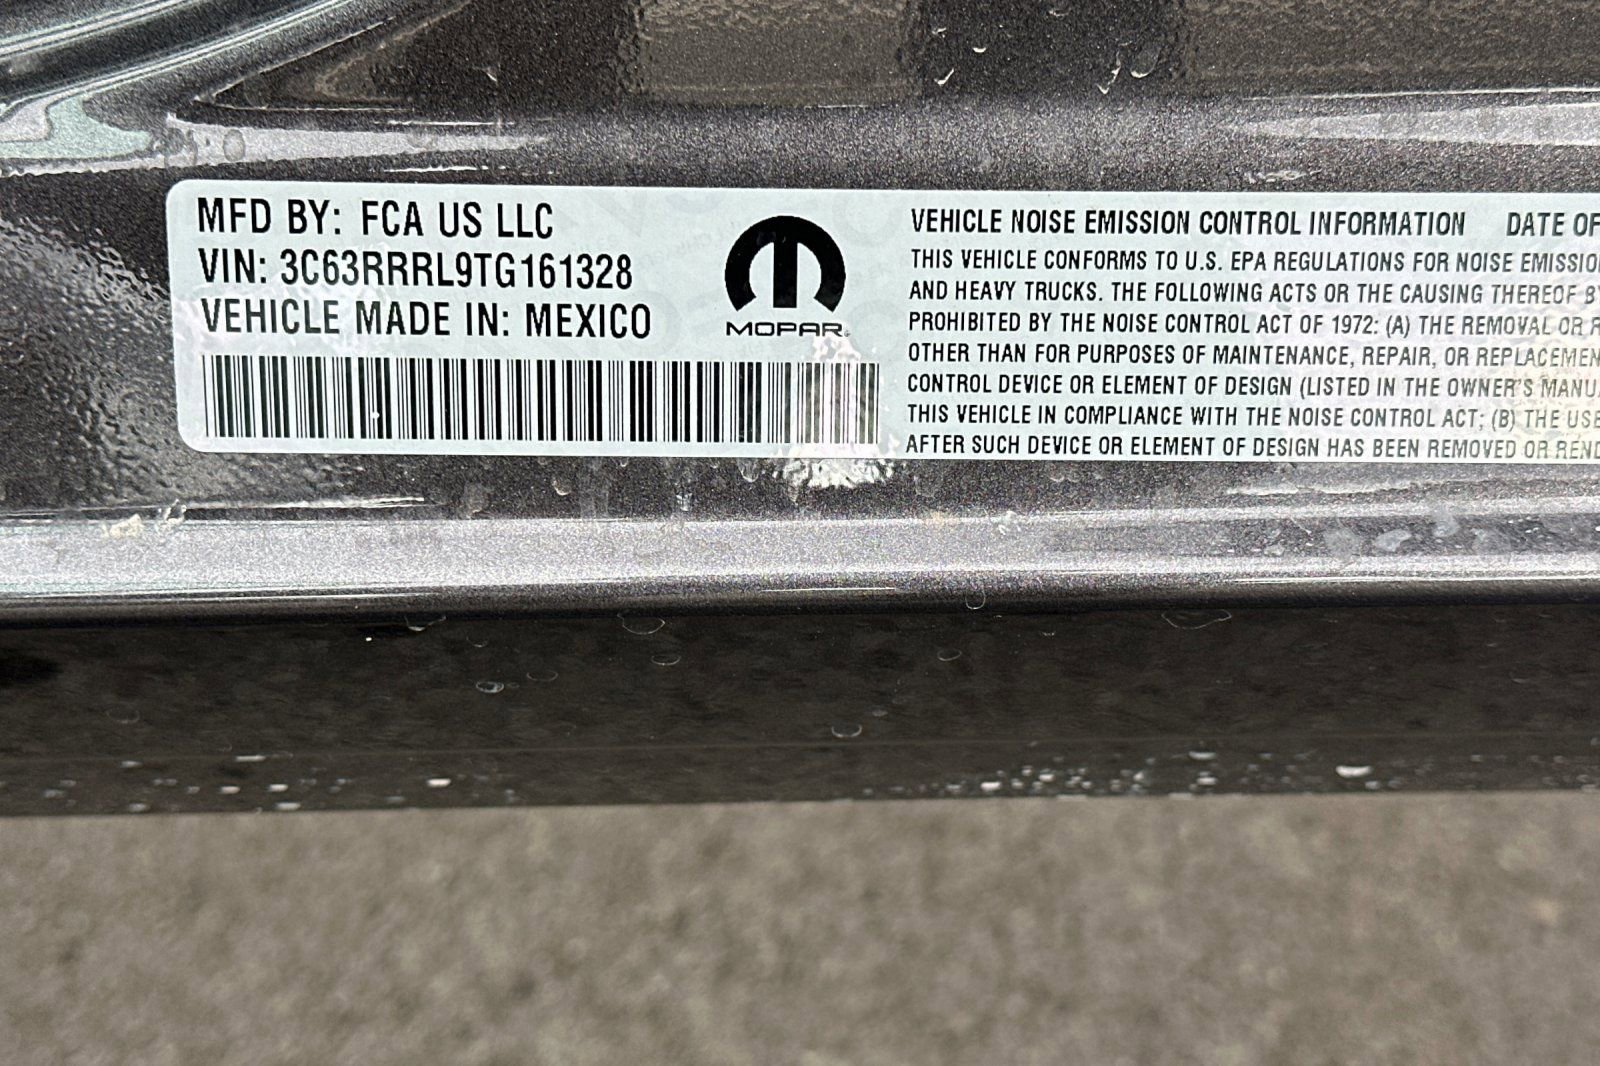 MFD BY: FCA US LLC
VIN: 3C63RRRL9TG161328
VEHICLE MADE IN: MEXICO
MOPAR
VEHICLE NOISE EMISSION CONTROL INFORMATION DATE OF
THIS VEHICLE CONFORMS TO U.S. EPA REGULATIONS FOR NOISE
AND HEAVY TRUCKS. THE FOLLOWING ACTS OR THE CAUSING THEREOF
PROHIBITED BY THE NOISE CONTROL ACT OF 1972: (A) THE REMOVAL OR
OTHER THAN FOR PURPOSES OF MAINTENANCE, REPAIR, OR
CONTROL DEVICE OR ELEMENT OF DESIGN (LISTED IN THE OWNER'S
THIS VEHICLE IN COMPLIANCE WITH THE NOISE CONTROL ACT; (B) THE USE
AFTER SUCH DEVICE OR ELEMENT OF DESIGN HAS BEEN REMOVED OR